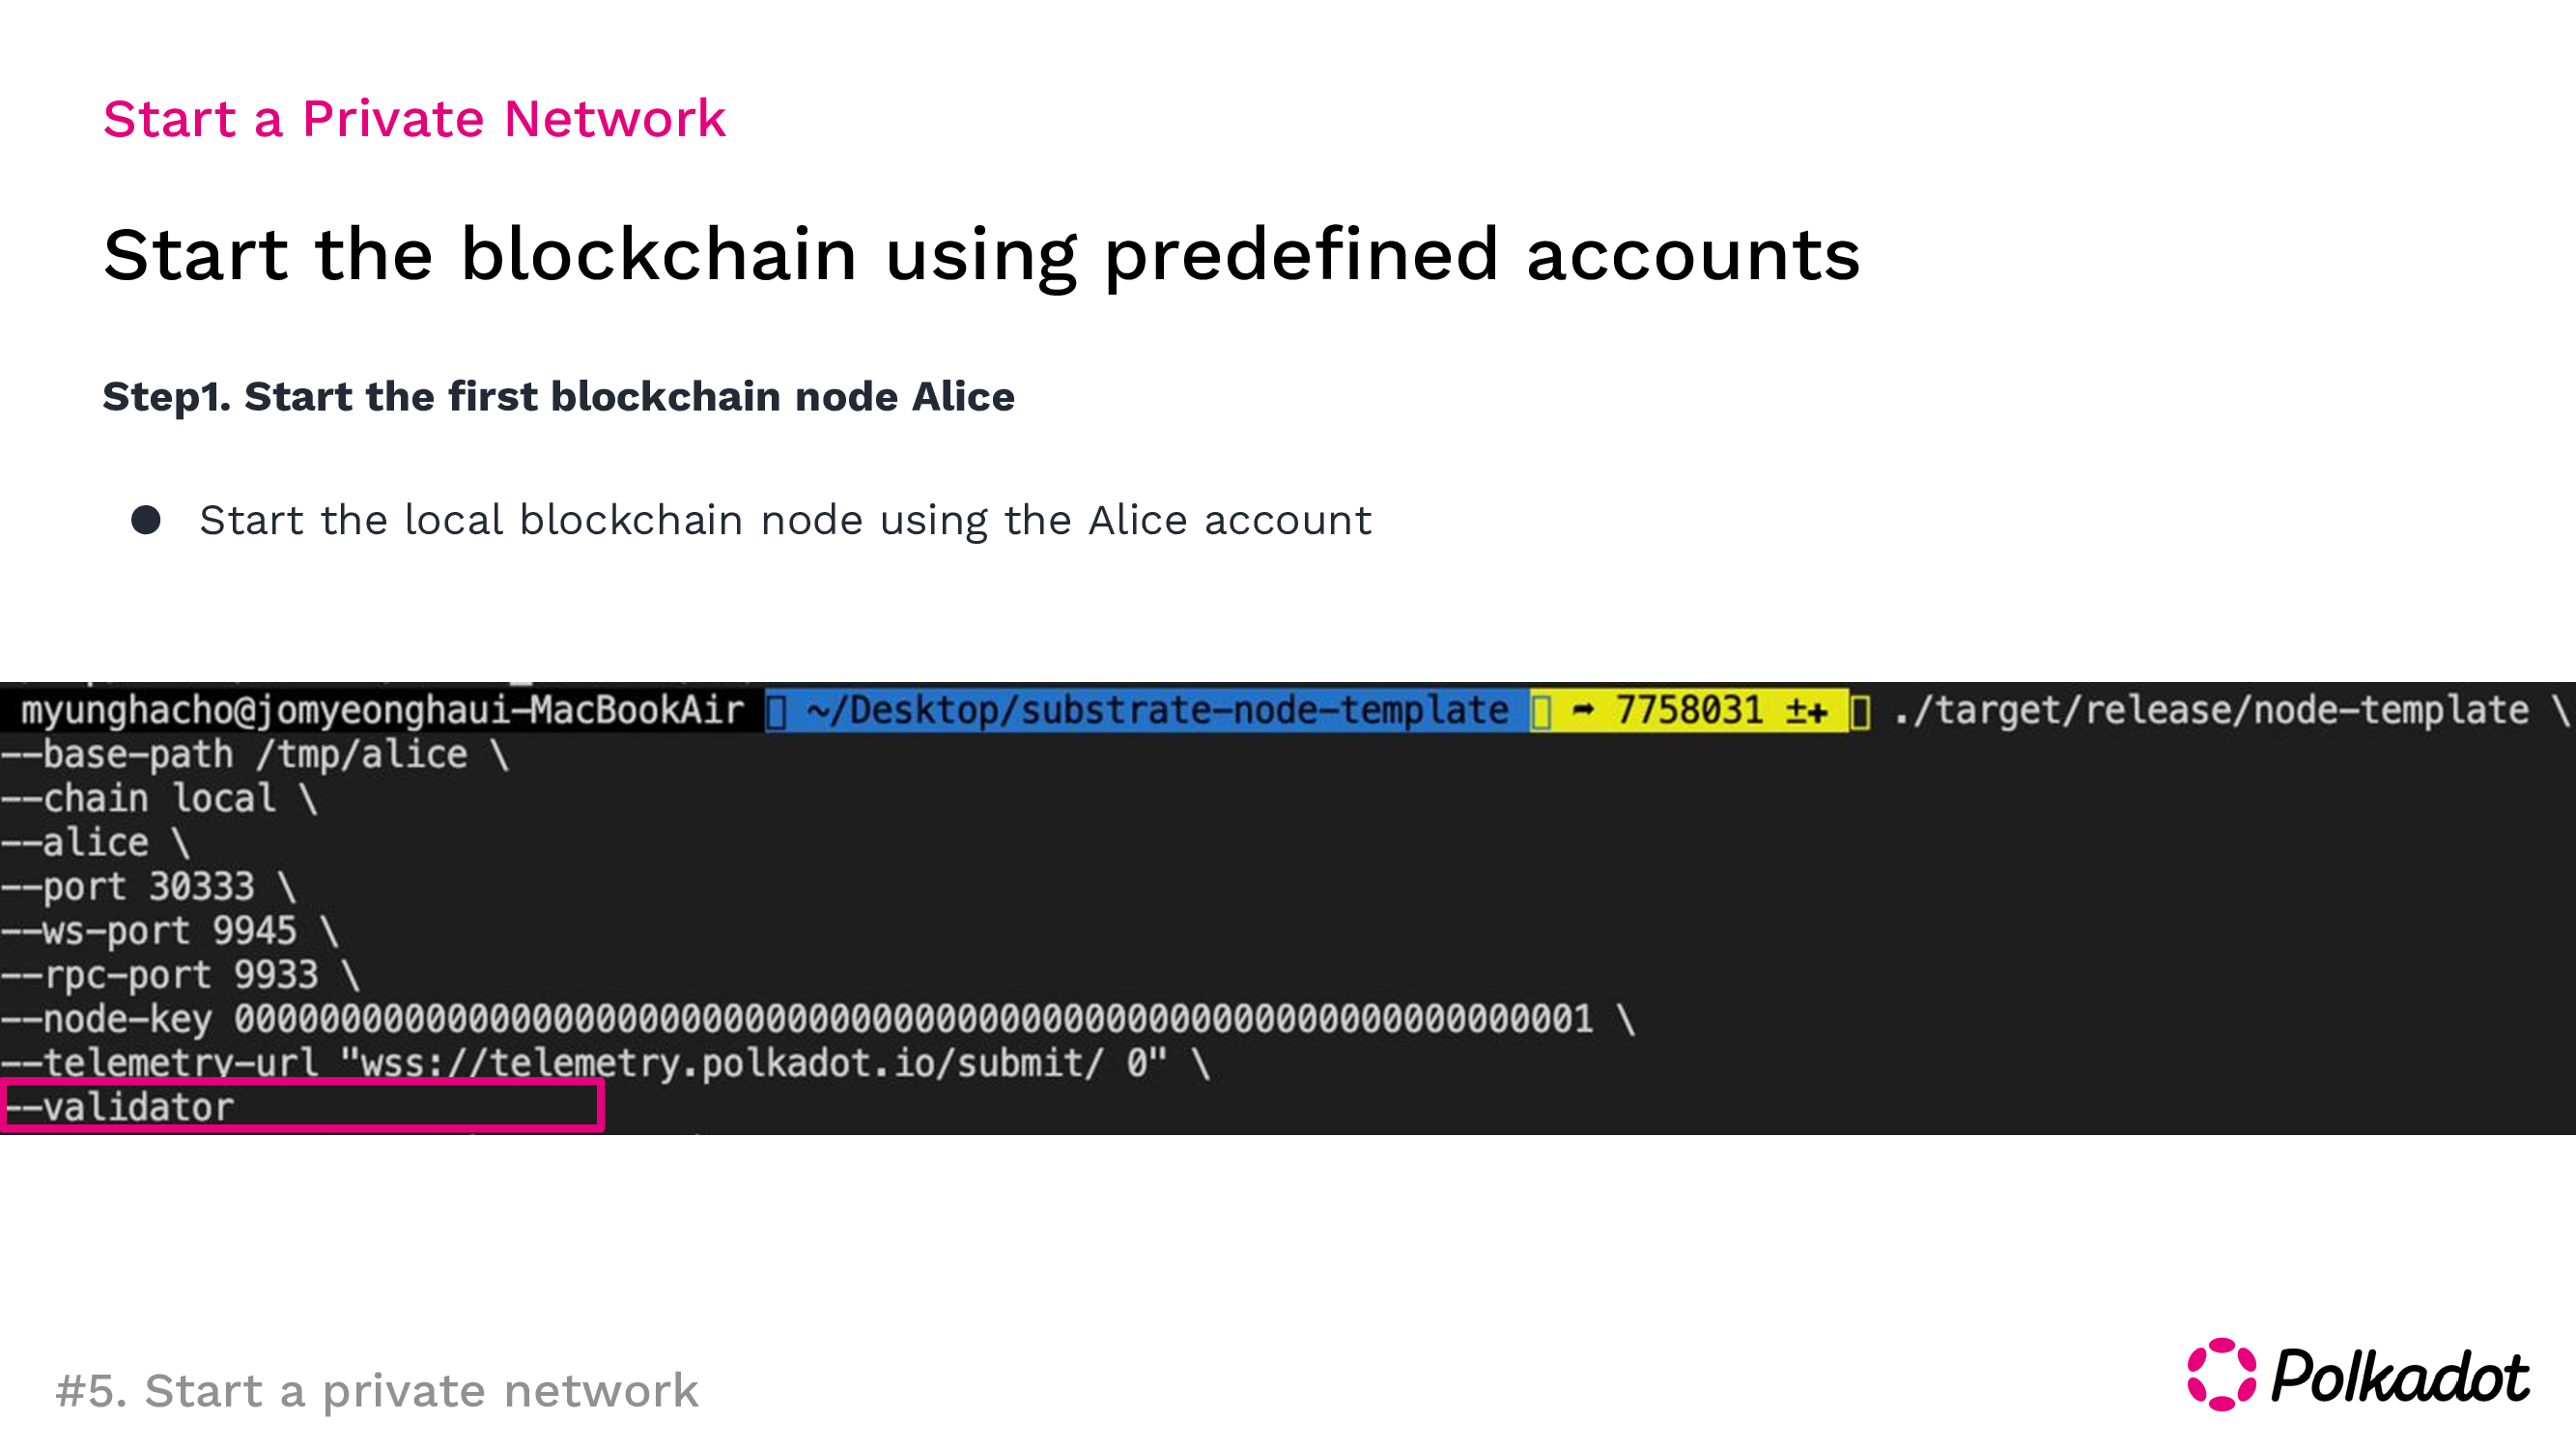 Start a Private Network
Start the blockchain using predefined accounts
Step1. Start the first blockchain node Alice
● Start the local blockchain node using the Alice account
myunghacho@jomyeonghaui-MacBookAir ~/Desktop/substrate-node-template ➦ 7758031 ±✚ ./target/release/node-template \
--base-path /tmp/alice \
--chain local \
--alice \
--port 30333 \
--ws-port 9945 \
--rpc-port 9933 \
--node-key 0000000000000000000000000000000000000000000000000000000000000001 \
--telemetry-url "wss://telemetry.polkadot.io/submit/ 0" \
--validator
#5. Start a private network
Polkadot